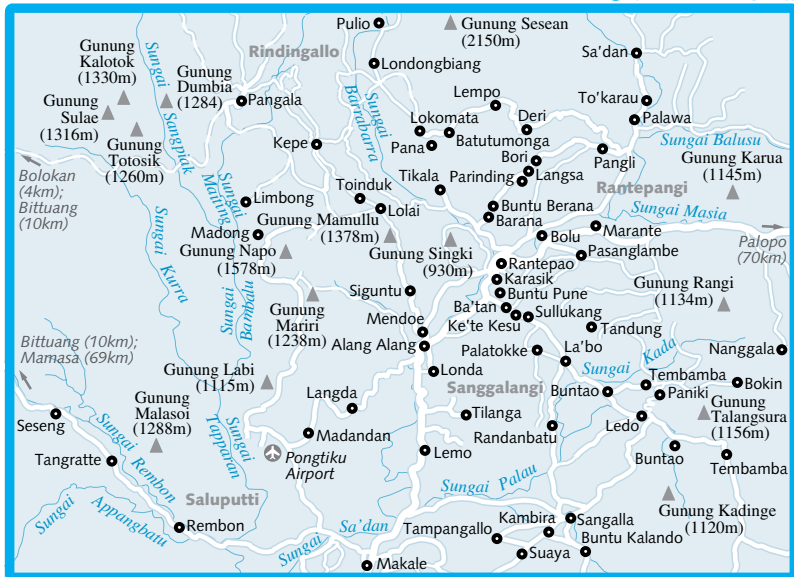 Pulio
Gunung Sesean
(2150m)
Gunung
Kalotok
(1330m)
Sungai Sangpiak
Gunung
Dumbia
(1284)
Rindingallo
Londongbiang
Sa'dan
Gunung
Sulae
(1316m)
Pangala
Sungai Barrabarra
Lempo
To'karau
Gunung
Totosik
(1260m)
Lokomata
Deri
Palawa
Kepe
Pana
Batutumonga
Sungai Balusu
Bori
Pangli
Gunung Karua
(1145m)
Bolokan
(4km);
Bittuang
(10km)
Sungai Maiting
Parinding
Langsa
Tikala
Toinduk
Rantepangi
Limbong
Lolai
Buntu Berana
Sungai Masia
Gunung Mamullu
(1378m)
Barana
Marante
Madong
Bolu
Gunung Napo
(1578m)
Gunung Singki
(930m)
Pasanglambe
Palopo
(70km)
Sungai Kurra
Rantepao
Karasik
Gunung Rangi
(1134m)
Sungai Bambalu
Siguntu
Buntu Pune
Gunung
Mariri
(1238m)
Ba'tan
Sullukang
Mendoe
Ke'te Kesu
Tandung
Bittuang (10km);
Mamasa (69km)
Alang Alang
Palatokke
La'bo
Nanggala
Gunung Labi
(1115m)
Londa
Sungai Kada
Sanggalangi
Tembamba
Bokin
Gunung
Malasoi
(1288m)
Langda
Buntao
Paniki
Seseng
Tilanga
Gunung
Talangsura
(1156m)
Sungai Tapparan
Randanbatu
Ledo
Madandan
Sungai Rembon
Pongtiku
Airport
Lemo
Buntao
Tembamba
Tangratte
Sungai Palau
Saluputti
Gunung Kadinge
(1120m)
Sungai Appangbatu
Rembon
Sungai Sa'dan
Kambira
Sangalla
Tampangallo
Buntu Kalando
Makale
Suaya